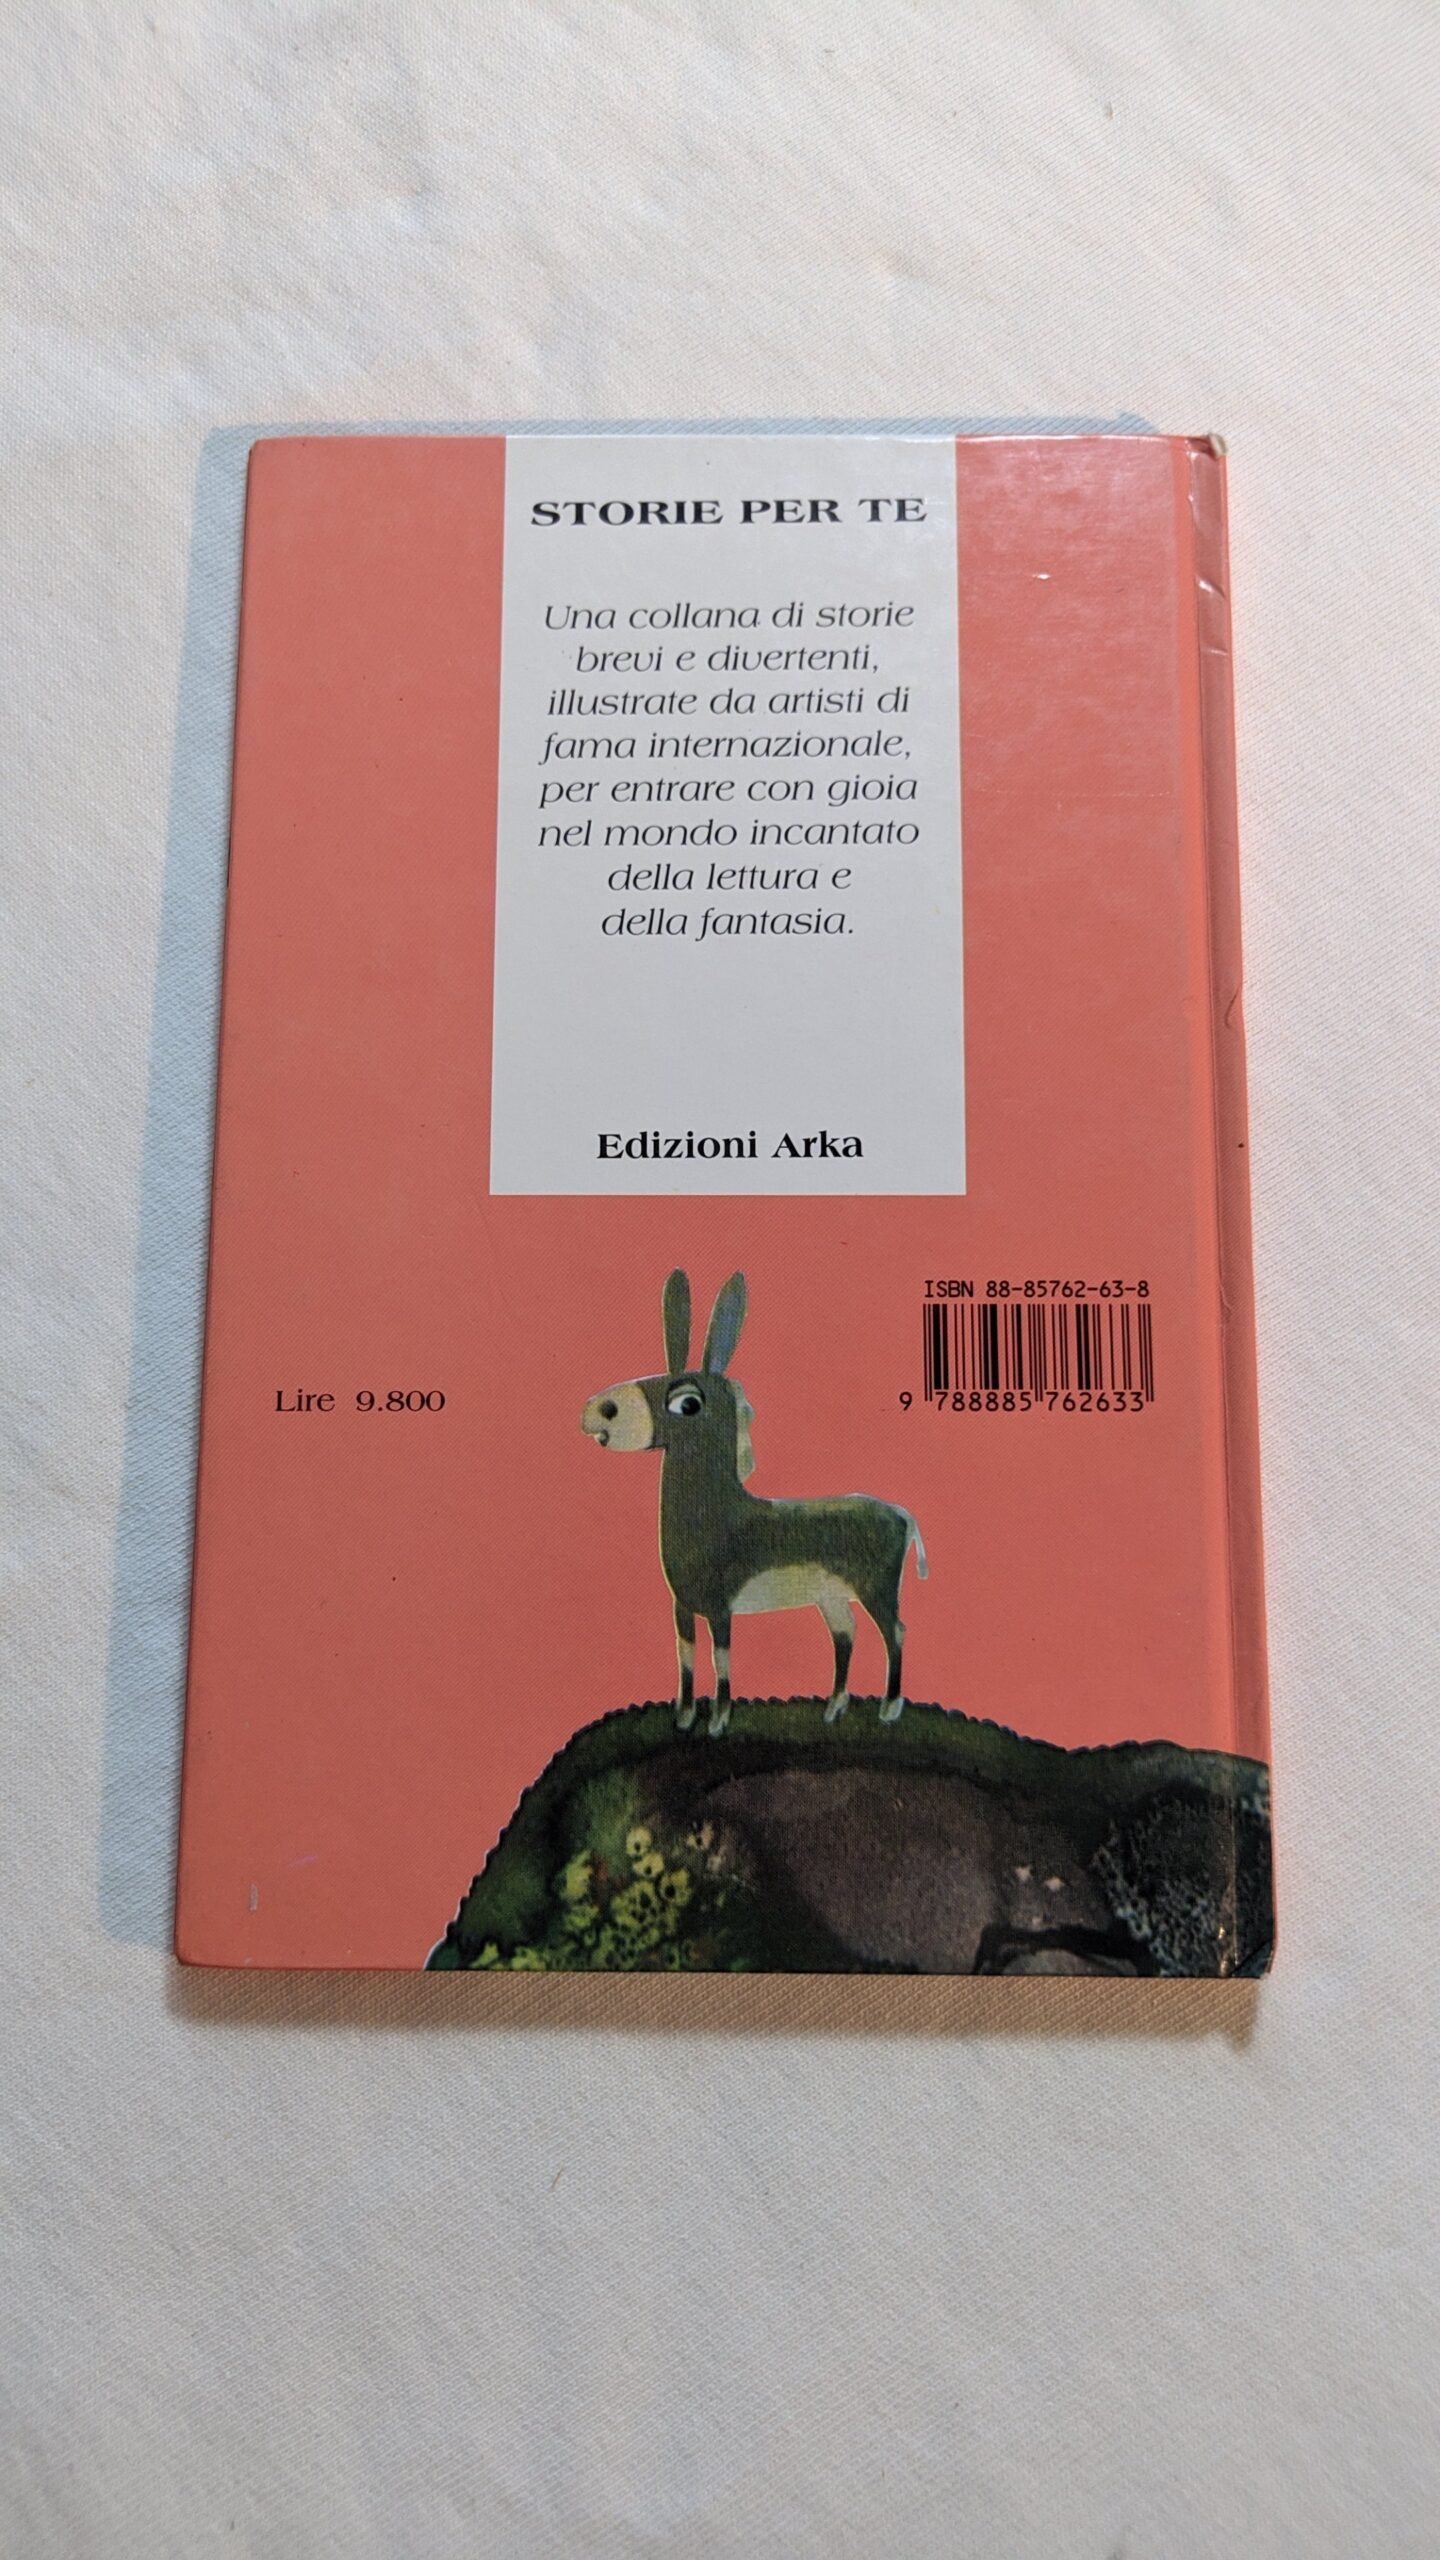 STORIE PER TE
Una collana di storie
brevi e divertenti,
illustrate da artisti di
fama internazionale,
per entrare con gioia
nel mondo incantato
della lettura e
della fantasia.
Edizioni Arka
ISBN 88-85762-63-8
Lire 9.800
9 788885 762633